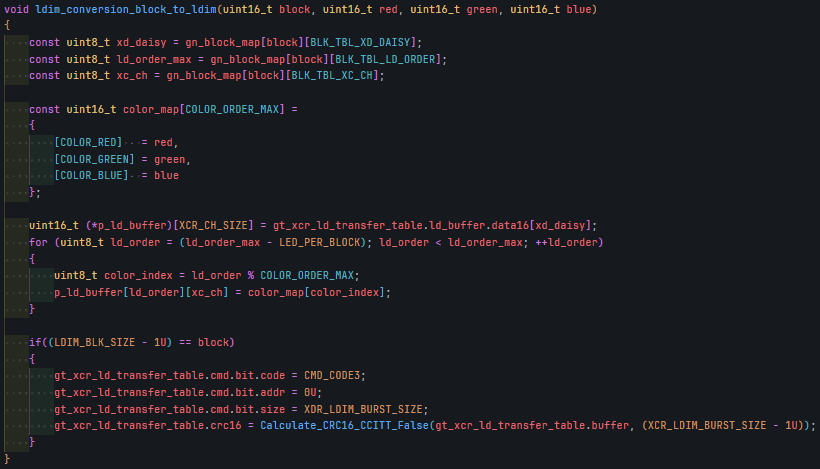 void ldim_conversion_block_to_ldim(uint16_t block, uint16_t red, uint16_t green, uint16_t blue)
{
    const uint8_t xd_daisy = gn_block_map[block][BLK_TBL_XD_DAISY];
    const uint8_t ld_order_max = gn_block_map[block][BLK_TBL_LD_ORDER];
    const uint8_t xc_ch = gn_block_map[block][BLK_TBL_XC_CH];

    const uint16_t color_map[COLOR_ORDER_MAX] =
    {
        [COLOR_RED]   = red,
        [COLOR_GREEN] = green,
        [COLOR_BLUE]  = blue
    };

    uint16_t (*p_ld_buffer)[XCR_CH_SIZE] = gt_xcr_ld_transfer_table.ld_buffer.data16[xd_daisy];
    for (uint8_t ld_order = (ld_order_max - LED_PER_BLOCK); ld_order < ld_order_max; ++ld_order)
    {
        uint8_t color_index = ld_order % COLOR_ORDER_MAX;
        p_ld_buffer[ld_order][xc_ch] = color_map[color_index];
    }

    if((LDIM_BLK_SIZE - 1U) == block)
    {
        gt_xcr_ld_transfer_table.cmd.bit.code = CMD_CODE3;
        gt_xcr_ld_transfer_table.cmd.bit.addr = 0U;
        gt_xcr_ld_transfer_table.cmd.bit.size = XDR_LDIM_BURST_SIZE;
        gt_xcr_ld_transfer_table.crc16 = Calculate_CRC16_CCITT_False(gt_xcr_ld_transfer_table.buffer, (XCR_LDIM_BURST_SIZE - 1U));
    }
}